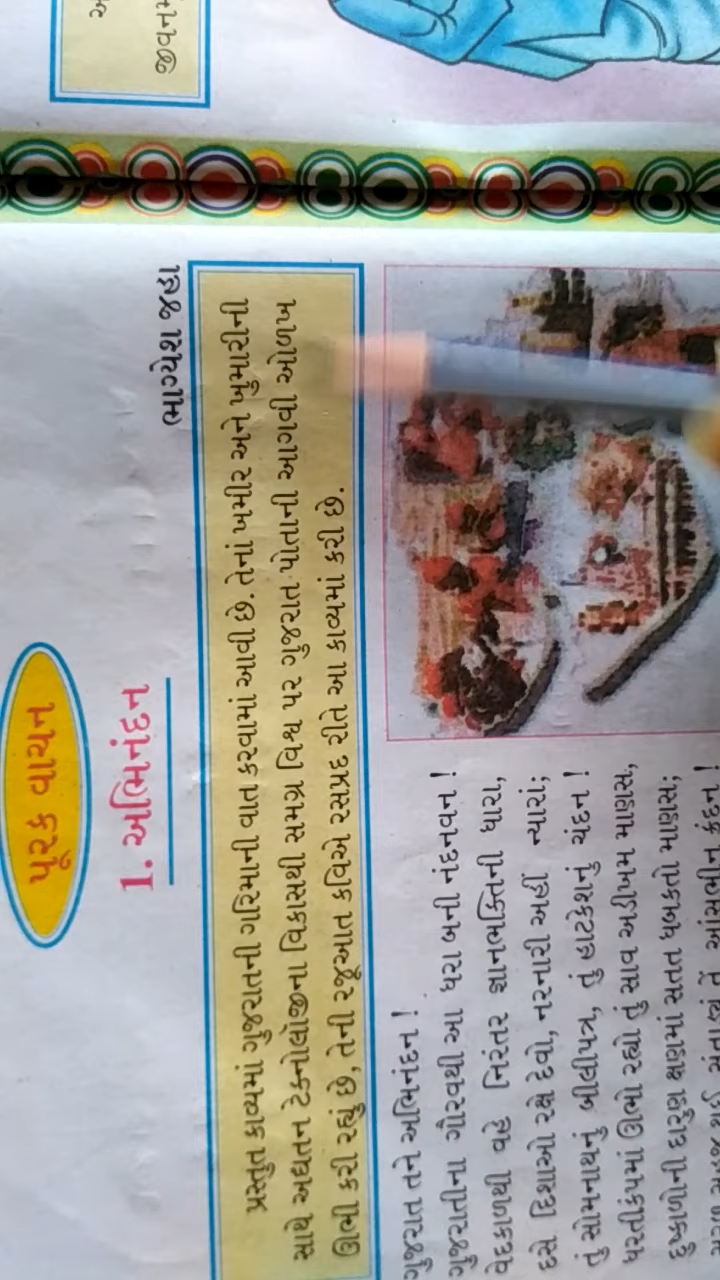 પૂરક વાચન
1. અભિનંદન
ભાગ્યેશ જહા
પ્રસ્તુત કાવ્યમાં ગુજરાતની ગરિમાની વાત કરવામાં આવી છે. તેનાં ખમીર અને ખુમારીની
સાથે અદ્યતન ટેક્નોલોજીના વિકાસથી સમગ્ર વિશ્વ પર ગુજરાત પોતાની આગવી ઓળખ
ઊભી કરી રહ્યું છે, તેની રજૂઆત કવિએ રસપ્રદ રીતે આ કાવ્યમાં કરી છે.
ગુજરાત તને અભિનંદન !
ગુજરાતીના ગૌરવથી આ ધરા બની નંદનવન !
વેદકાળથી વહે નિરંતર જ્ઞાનભક્તિની ધારા,
દસે દિશાઓ રક્ષે દેવો, નરનારી અહીં ન્યારાં;
તું સોમનાથનું બીલીપત્ર, તું હાટકેશનું ચંદન !
ધરતીકંપમાં ઊભો રહ્યો તું સાવ અડીખમ માણસ,
દુષ્કાળોની દારુણ ક્ષણમાં સતત ધબકતો માણસ;